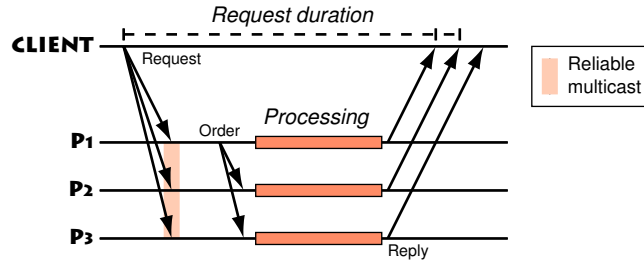 Request duration
CLIENT
Request
Reliable
multicast
Processing
Order
P1
P2
P3
Reply